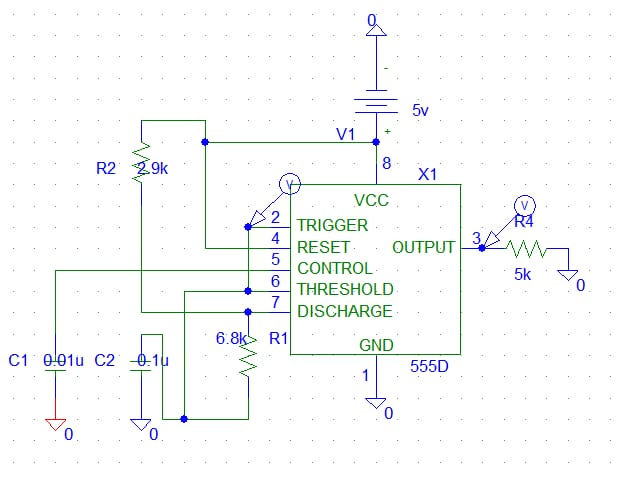 0
-
5v
V1
+
8
X1
R2
2.9k
V
VCC
V
R4
2
TRIGGER
4
RESET
OUTPUT
3
5
CONTROL
5k
6
THRESHOLD
0
7
DISCHARGE
6.8k
R1
GND
C1
0.01u
C2
0.1u
1
555D
0
0
0